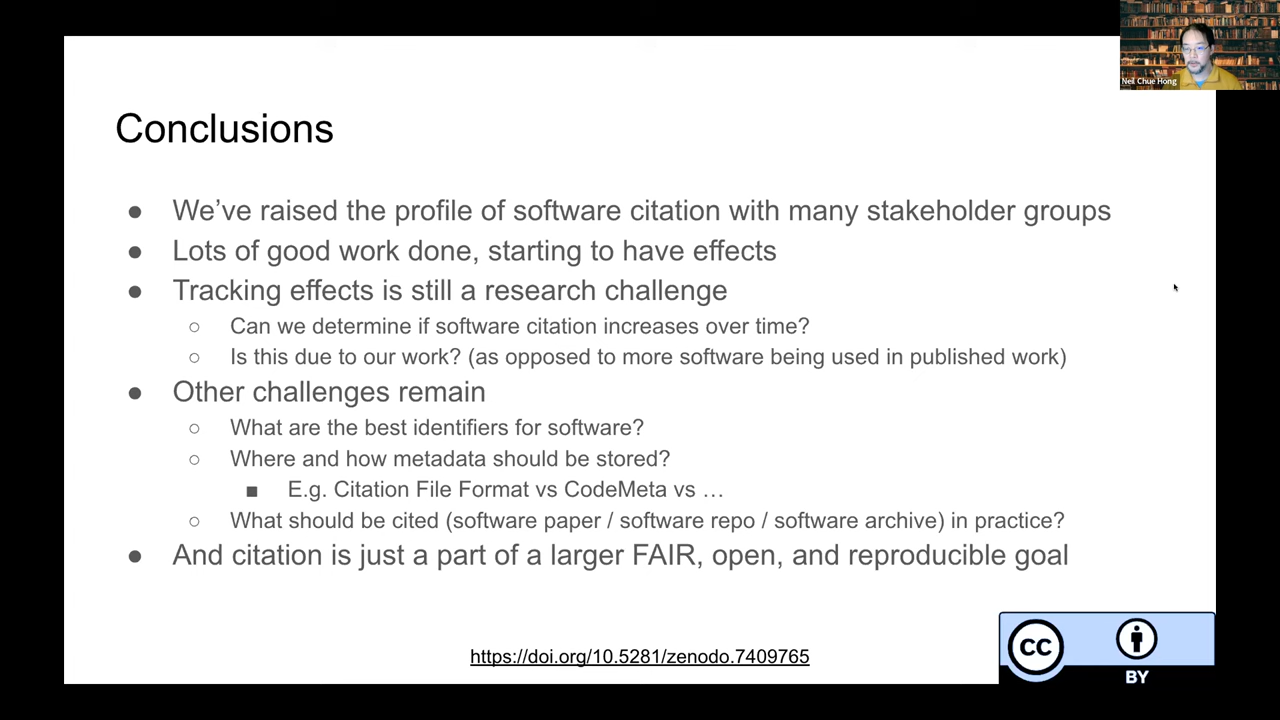 Neil Chue Hong
Conclusions
● We’ve raised the profile of software citation with many stakeholder groups
● Lots of good work done, starting to have effects
● Tracking effects is still a research challenge
○ Can we determine if software citation increases over time?
○ Is this due to our work? (as opposed to more software being used in published work)
● Other challenges remain
○ What are the best identifiers for software?
○ Where and how metadata should be stored?
■ E.g. Citation File Format vs CodeMeta vs …
○ What should be cited (software paper / software repo / software archive) in practice?
● And citation is just a part of a larger FAIR, open, and reproducible goal
https://doi.org/10.5281/zenodo.7409765
CC
BY